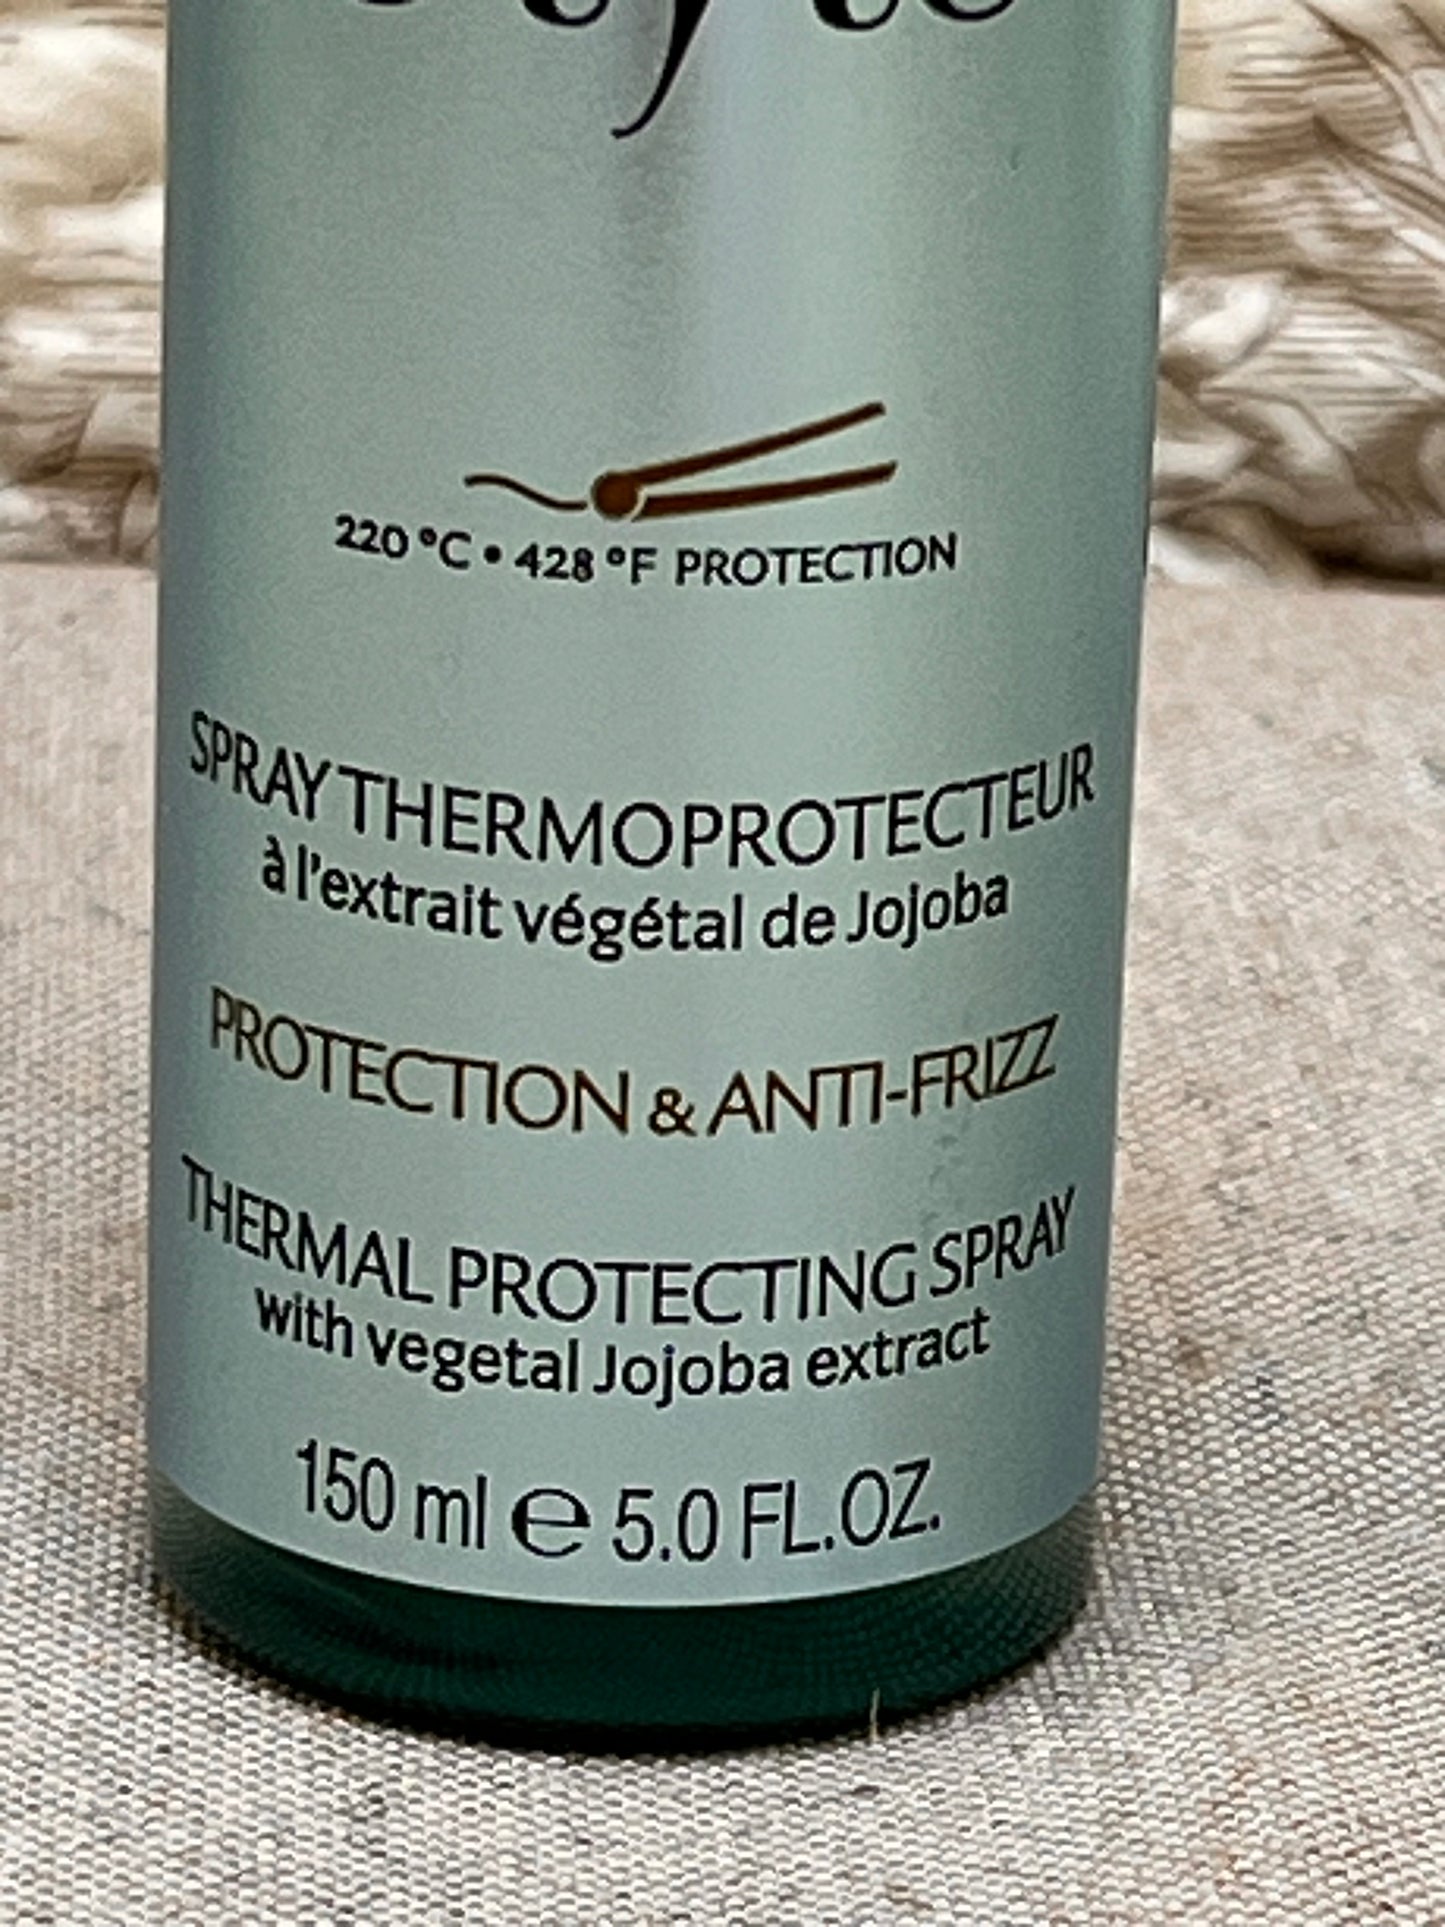 220 °C • 428 °F PROTECTION
SPRAY THERMOPROTECTEUR
à l'extrait végétal de Jojoba
PROTECTION & ANTI-FRIZZ
THERMAL PROTECTING SPRAY
with vegetal Jojoba extract
150 ml ℮ 5.0 FL.OZ.